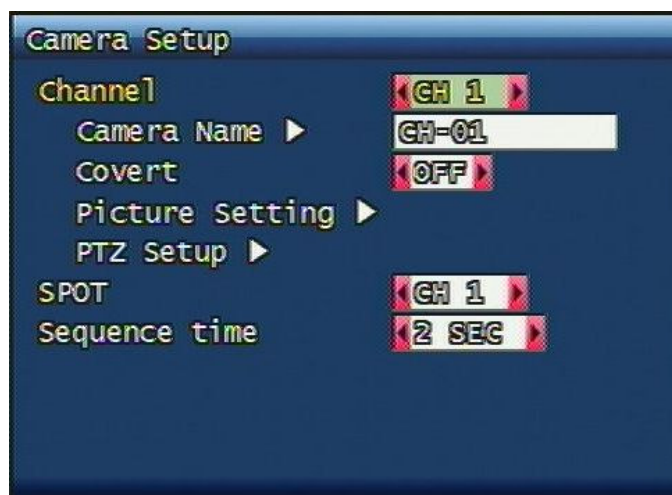 Camera Setup
Channel CH 1
Camera Name CH-01
Covert OFF
Picture Setting
PTZ Setup
SPOT CH 1
Sequence time 2 SEC